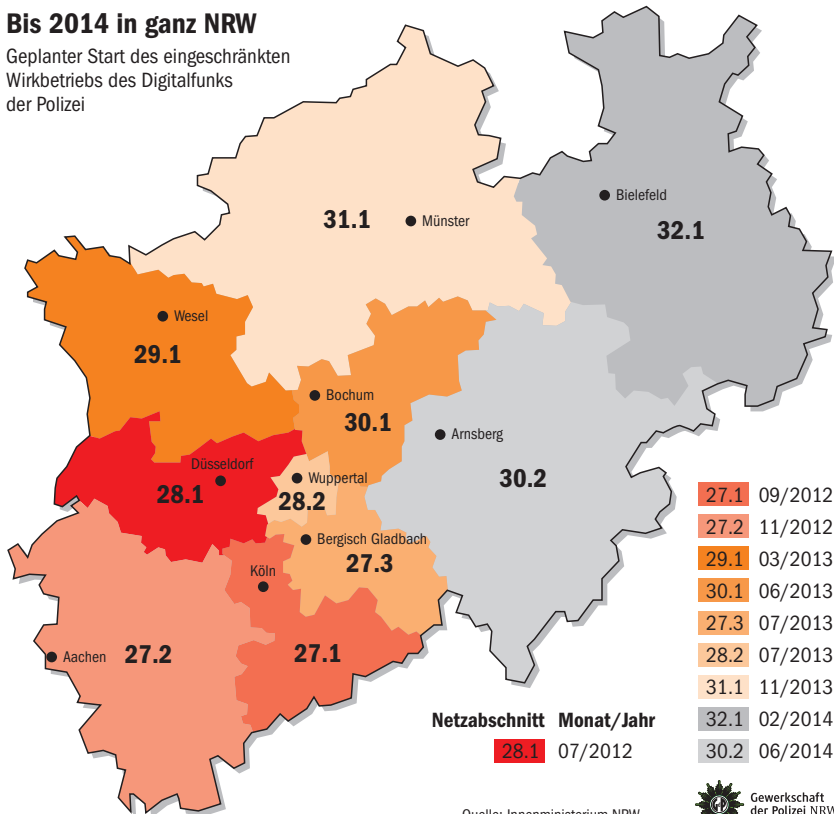 Bis 2014 in ganz NRW
Geplanter Start des eingeschränkten
Wirkbetriebs des Digitalfunks
der Polizei
31.1
Münster
Bielefeld
32.1
Wesel
29.1
Bochum
30.1
Arnsberg
30.2
Düsseldorf
28.1
Wuppertal
28.2
Bergisch Gladbach
27.3
Köln
Aachen
27.2
27.1
27.1 09/2012
27.2 11/2012
29.1 03/2013
30.1 06/2013
27.3 07/2013
28.2 07/2013
31.1 11/2013
32.1 02/2014
30.2 06/2014
Netzabschnitt Monat/Jahr
28.1 07/2012
Quelle: Innenministerium NRW
GdP
Gewerkschaft
der Polizei NRW